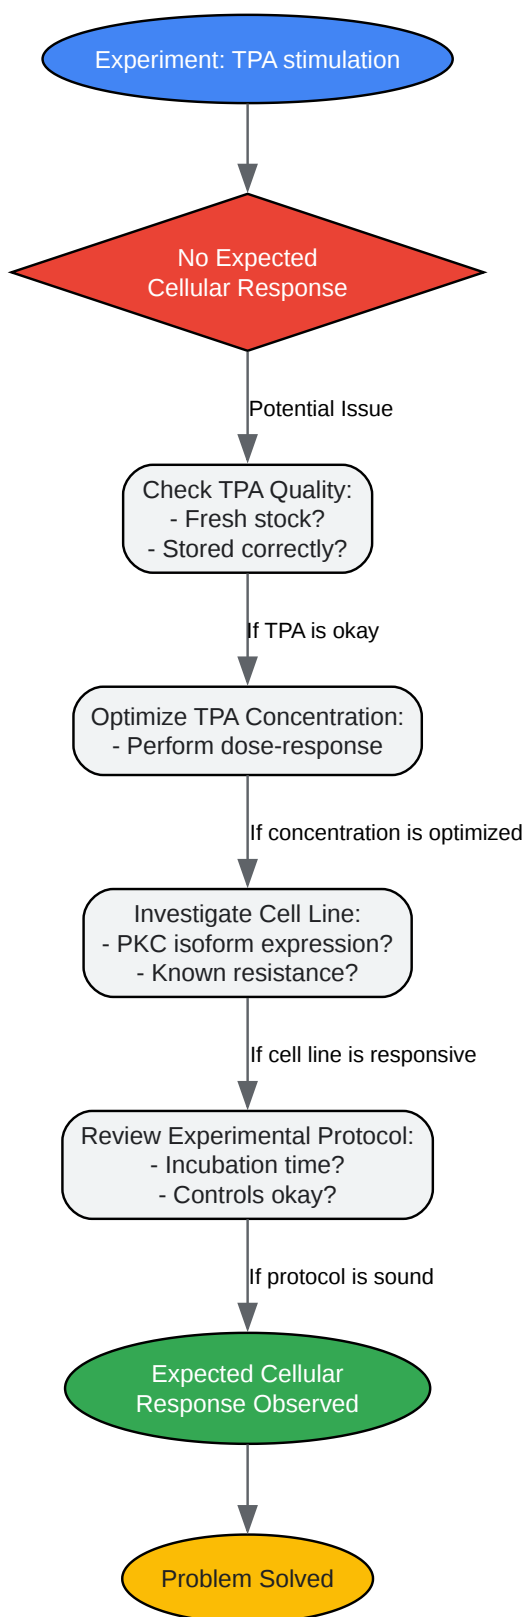 Experiment: TPA stimulation
No Expected
Cellular Response
Potential Issue
Check TPA Quality:
- Fresh stock?
- Stored correctly?
If TPA is okay
Optimize TPA Concentration:
- Perform dose-response
If concentration is optimized
Investigate Cell Line:
- PKC isoform expression?
- Known resistance?
If cell line is responsive
Review Experimental Protocol:
- Incubation time?
- Controls okay?
If protocol is sound
Expected Cellular
Response Observed
Problem Solved